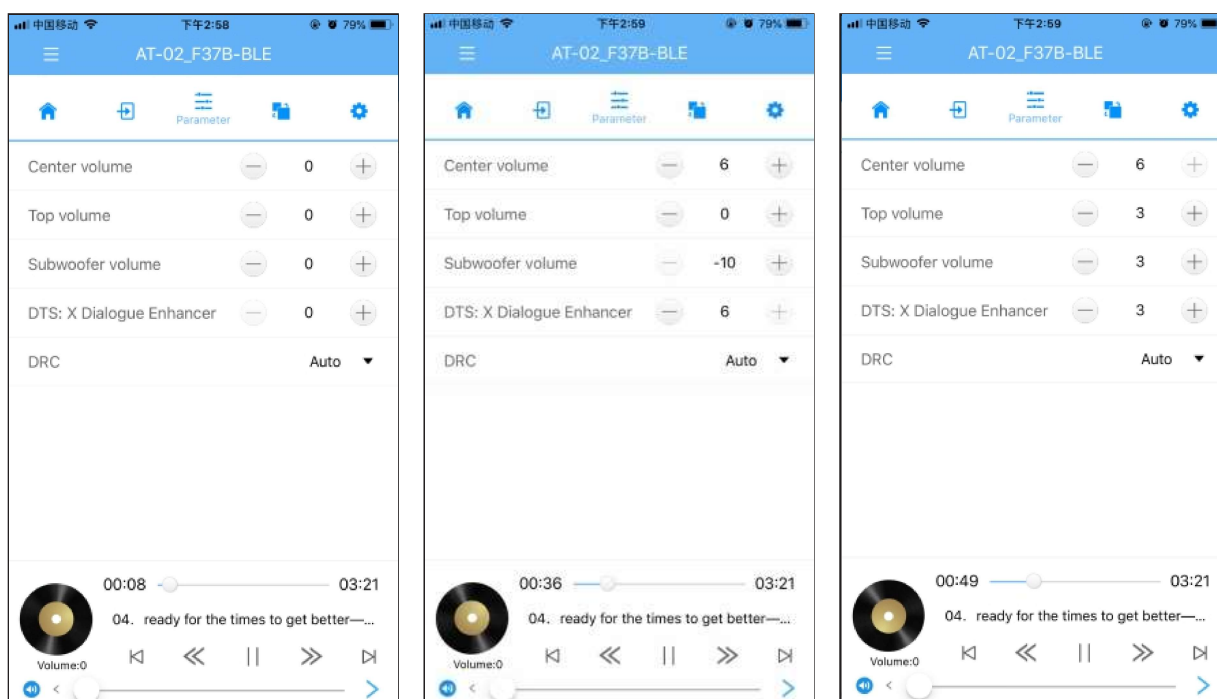 中国移动 下午2:58 79%
AT-02_F37B-BLE
Parameter
Center volume 0
Top volume 0
Subwoofer volume 0
DTS: X Dialogue Enhancer 0
DRC Auto
00:08 03:21
04. ready for the times to get better—...
Volume:0
中国移动 下午2:59 79%
AT-02_F37B-BLE
Parameter
Center volume 6
Top volume 0
Subwoofer volume -10
DTS: X Dialogue Enhancer 6
DRC Auto
00:36 03:21
04. ready for the times to get better—...
Volume:0
中国移动 下午2:59 79%
AT-02_F37B-BLE
Parameter
Center volume 6
Top volume 3
Subwoofer volume 3
DTS: X Dialogue Enhancer 3
DRC Auto
00:49 03:21
04. ready for the times to get better—...
Volume:0